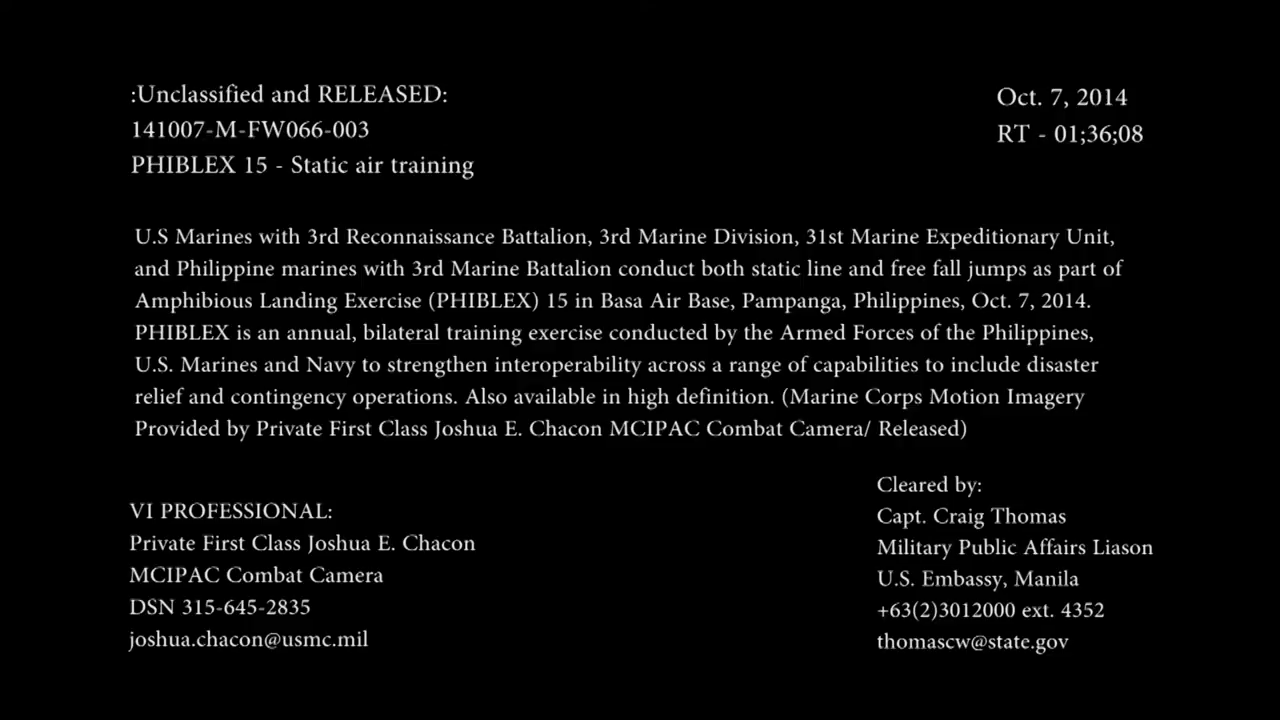 :Unclassified and RELEASED:
141007-M-FW066-003
PHIBLEX 15 - Static air training
Oct. 7, 2014
RT - 01;36;08
U.S Marines with 3rd Reconnaissance Battalion, 3rd Marine Division, 31st Marine Expeditionary Unit,
and Philippine marines with 3rd Marine Battalion conduct both static line and free fall jumps as part of
Amphibious Landing Exercise (PHIBLEX) 15 in Basa Air Base, Pampanga, Philippines, Oct. 7, 2014.
PHIBLEX is an annual, bilateral training exercise conducted by the Armed Forces of the Philippines,
U.S. Marines and Navy to strengthen interoperability across a range of capabilities to include disaster
relief and contingency operations. Also available in high definition. (Marine Corps Motion Imagery
Provided by Private First Class Joshua E. Chacon MCIPAC Combat Camera/ Released)
VI PROFESSIONAL:
Private First Class Joshua E. Chacon
MCIPAC Combat Camera
DSN 315-645-2835
joshua.chacon@usmc.mil
Cleared by:
Capt. Craig Thomas
Military Public Affairs Liason
U.S. Embassy, Manila
+63(2)3012000 ext. 4352
thomascw@state.gov